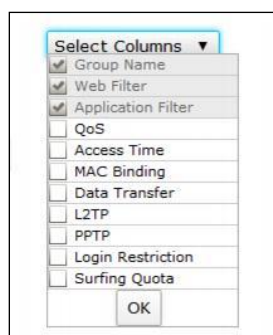 Select Columns ▼
Group Name
Web Filter
Application Filter
QoS
Access Time
MAC Binding
Data Transfer
L2TP
PPTP
Login Restriction
Surfing Quota
OK